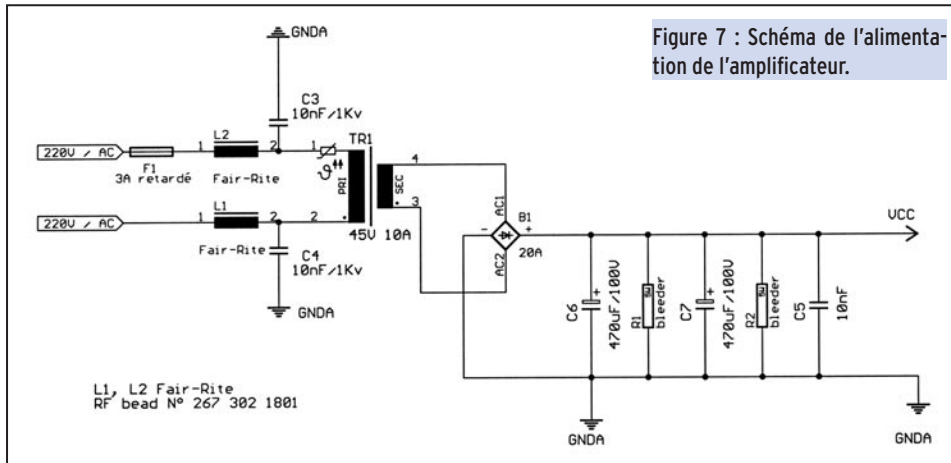 GNDA
Figure 7 : Schéma de l'alimenta-
tion de l'amplificateur.
C3
10nF/1Kv
220V / AC
F1
3A retardé
1
L2
2
Fair-Rite
1
TR1
PRI
SEC
4
3
220V / AC
1
L1
2
Fair-Rite
2
45V 10A
C4
10nF/1Kv
GNDA
AC1
B1
-
+
20A
AC2
VCC
C6
+
470uF/100V
R1
5W
bleeder
C7
+
470uF/100V
R2
5W
bleeder
C5
10nF
L1, L2 Fair-Rite
RF bead Nº 267 302 1801
GNDA
GNDA